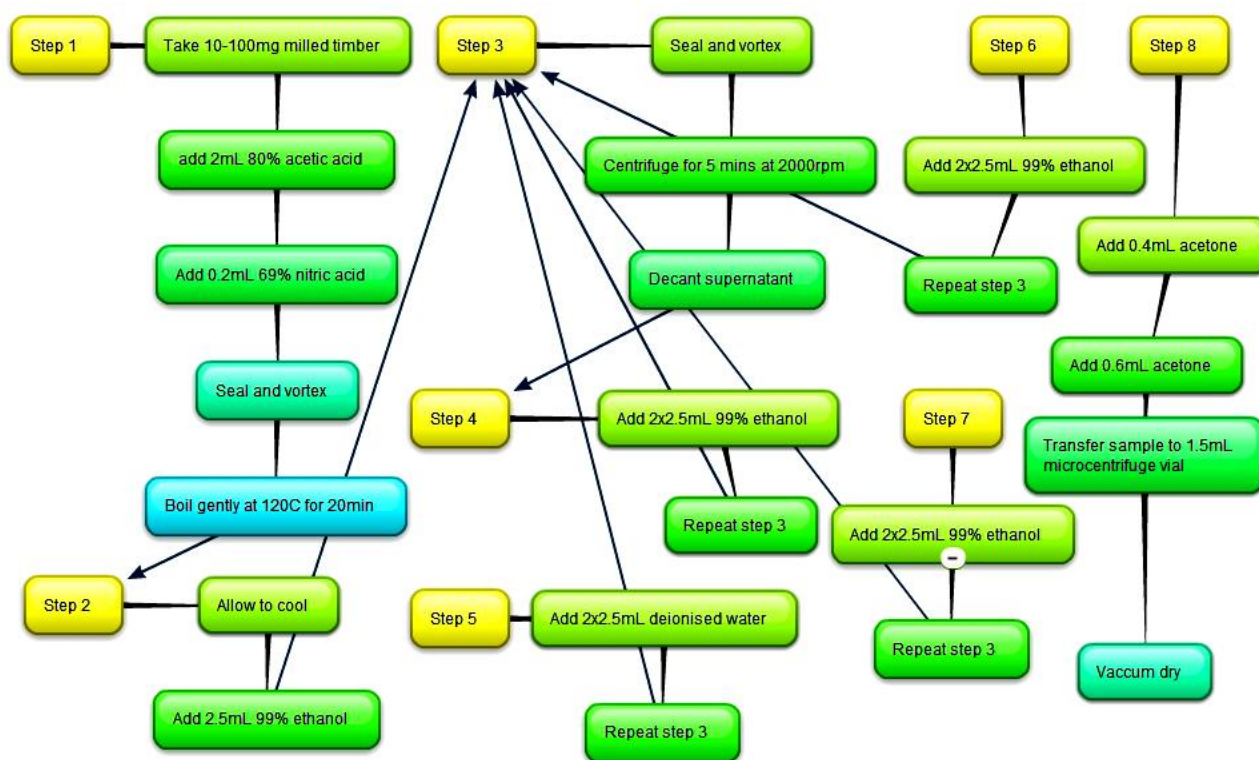 Step 1
Take 10-100mg milled timber
add 2mL 80% acetic acid
Add 0.2mL 69% nitric acid
Seal and vortex
Boil gently at 120C for 20min
Step 2
Allow to cool
Add 2.5mL 99% ethanol
Step 3
Seal and vortex
Centrifuge for 5 mins at 2000rpm
Decant supernatant
Step 4
Add 2x2.5mL 99% ethanol
Repeat step 3
Step 5
Add 2x2.5mL deionised water
Repeat step 3
Step 6
Add 2x2.5mL 99% ethanol
Repeat step 3
Step 7
Add 2x2.5mL 99% ethanol
Repeat step 3
Step 8
Add 0.4mL acetone
Add 0.6mL acetone
Transfer sample to 1.5mL
microcentrifuge vial
Vaccum dry